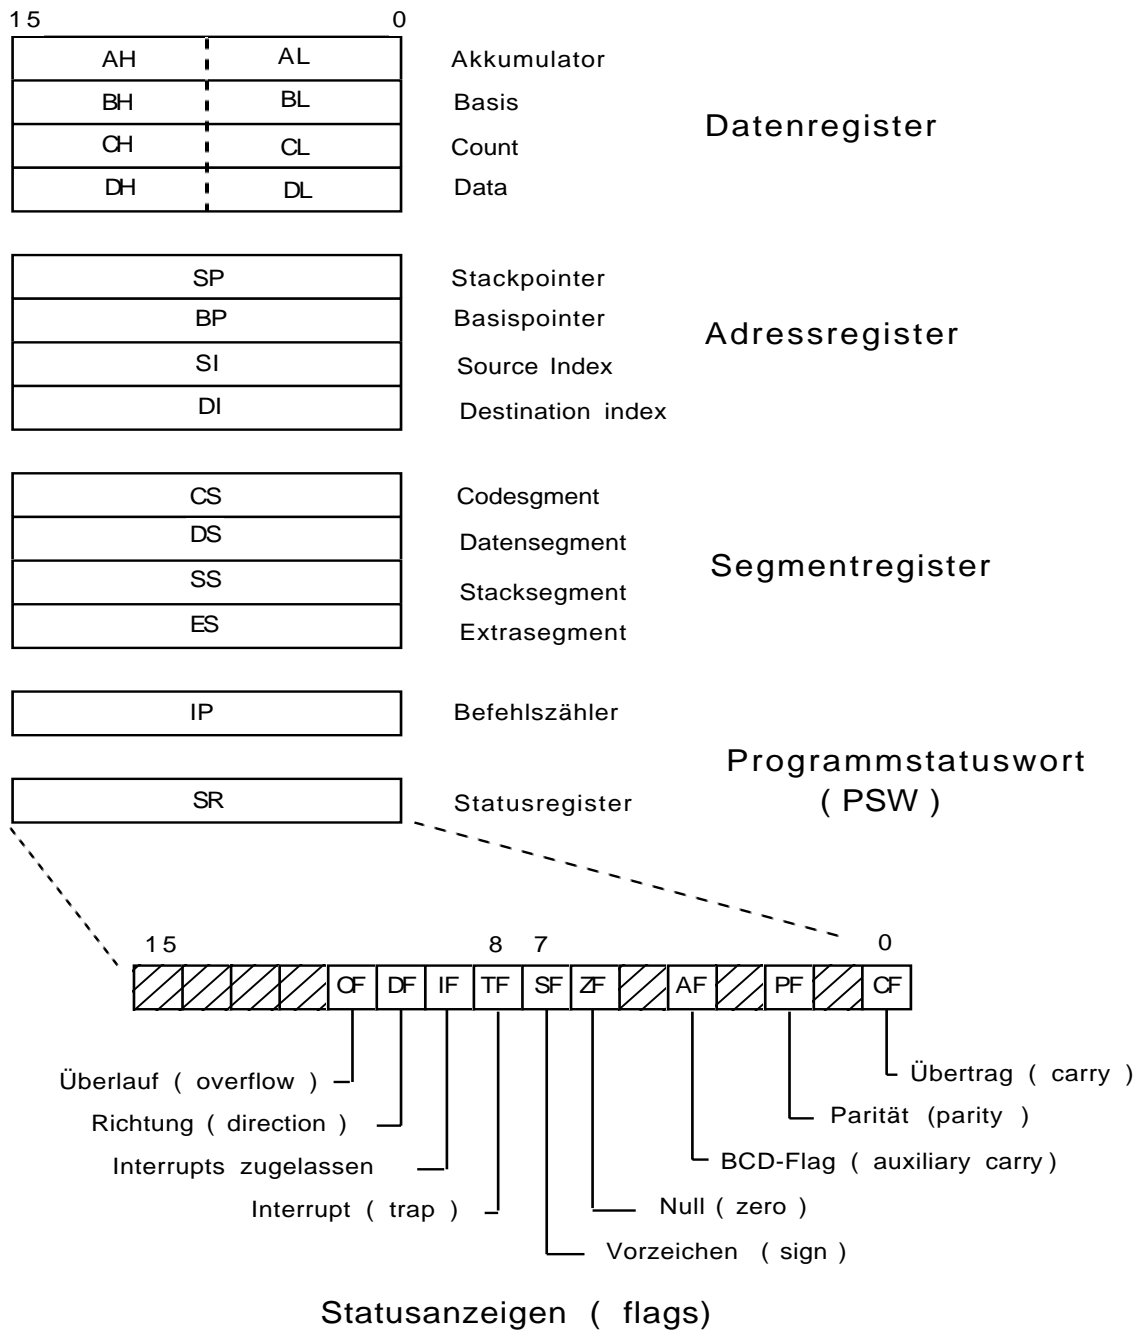 15 0
AH AL Akkumulator
BH BL Basis
Datenregister
CH CL Count
DH DL Data
SP Stackpointer
BP Basispointer
Adressregister
SI Source Index
DI Destination index
CS Codesgment
DS Datensegment
Segmentregister
SS Stacksegment
ES Extrasegment
IP Befehlszähler
Programmstatuswort
( PSW )
SR Statusregister
15 8 7 0
OF DF IF TF SF ZF AF PF CF
Überlauf ( overflow ) Übertrag ( carry )
Richtung ( direction ) Parität (parity )
Interrupts zugelassen BCD-Flag ( auxiliary carry )
Interrupt ( trap ) Null ( zero )
Vorzeichen ( sign )
Statusanzeigen ( flags)